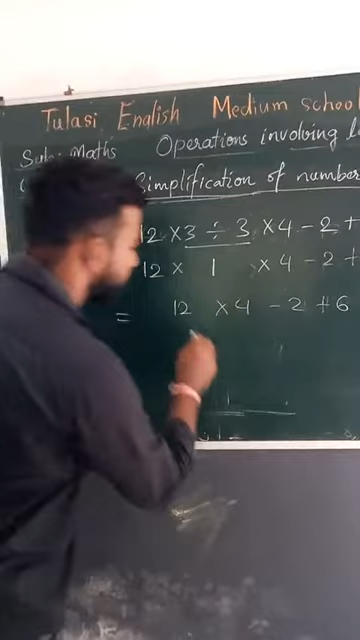 Tulasi English Medium school
Sub: Maths Operations involving
Simplification of number
12 × 3 ÷ 3 × 4 - 2 +
12 × 1 × 4 - 2 +
= 12 × 4 - 2 + 6